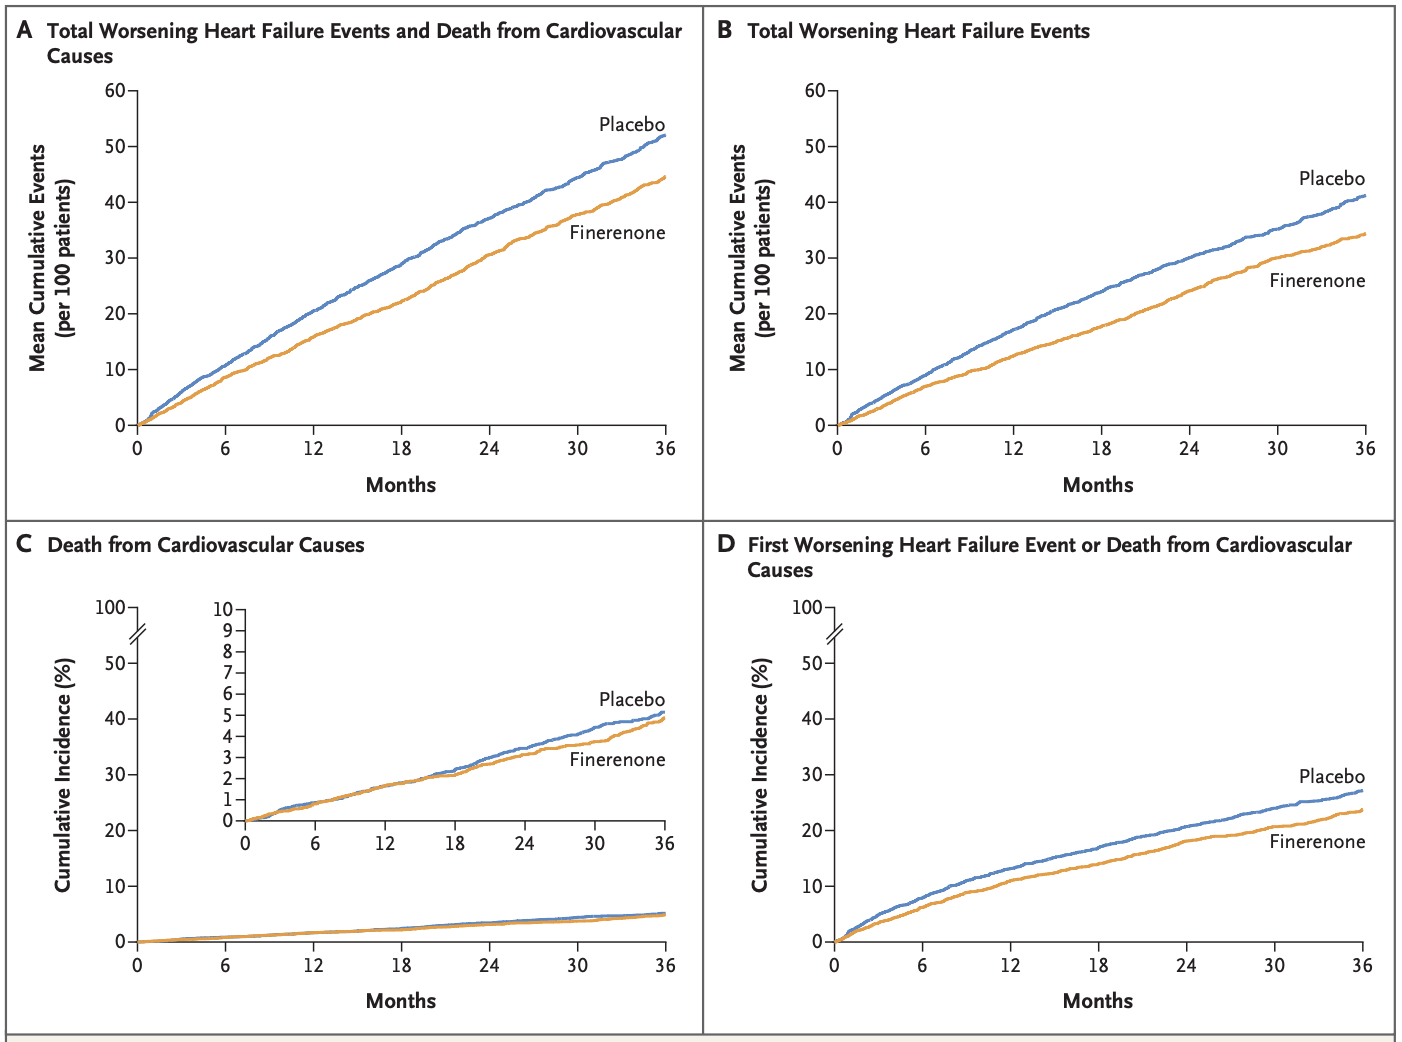 A Total Worsening Heart Failure Events and Death from Cardiovascular
Causes
Mean Cumulative Events
(per 100 patients)
60
50
40
30
20
10
0
Placebo
Finerenone
0 6 12 18 24 30 36
Months
B Total Worsening Heart Failure Events
Mean Cumulative Events
(per 100 patients)
60
50
40
30
20
10
0
Placebo
Finerenone
0 6 12 18 24 30 36
Months
C Death from Cardiovascular Causes
Cumulative Incidence (%)
100
50
40
30
20
10
0
10
9
8
7
6
5
4
3
2
1
0
Placebo
Finerenone
0 6 12 18 24 30 36
0 6 12 18 24 30 36
Months
D First Worsening Heart Failure Event or Death from Cardiovascular
Causes
Cumulative Incidence (%)
100
50
40
30
20
10
0
Placebo
Finerenone
0 6 12 18 24 30 36
Months